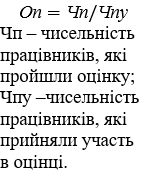 Оп = Чп/Чпу
Чп – чисельність
працівників, які
пройшли оцінку;
Чпу –чисельність
працівників, які
прийняли участь
в оцінці.